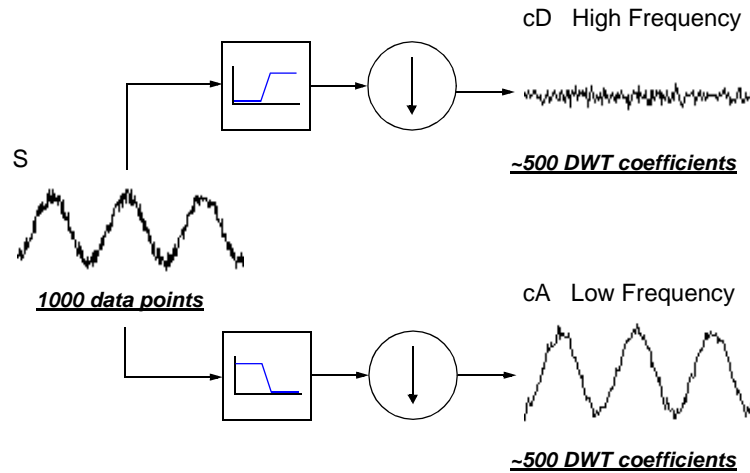 cD High Frequency
~500 DWT coefficients
S
1000 data points
cA Low Frequency
~500 DWT coefficients